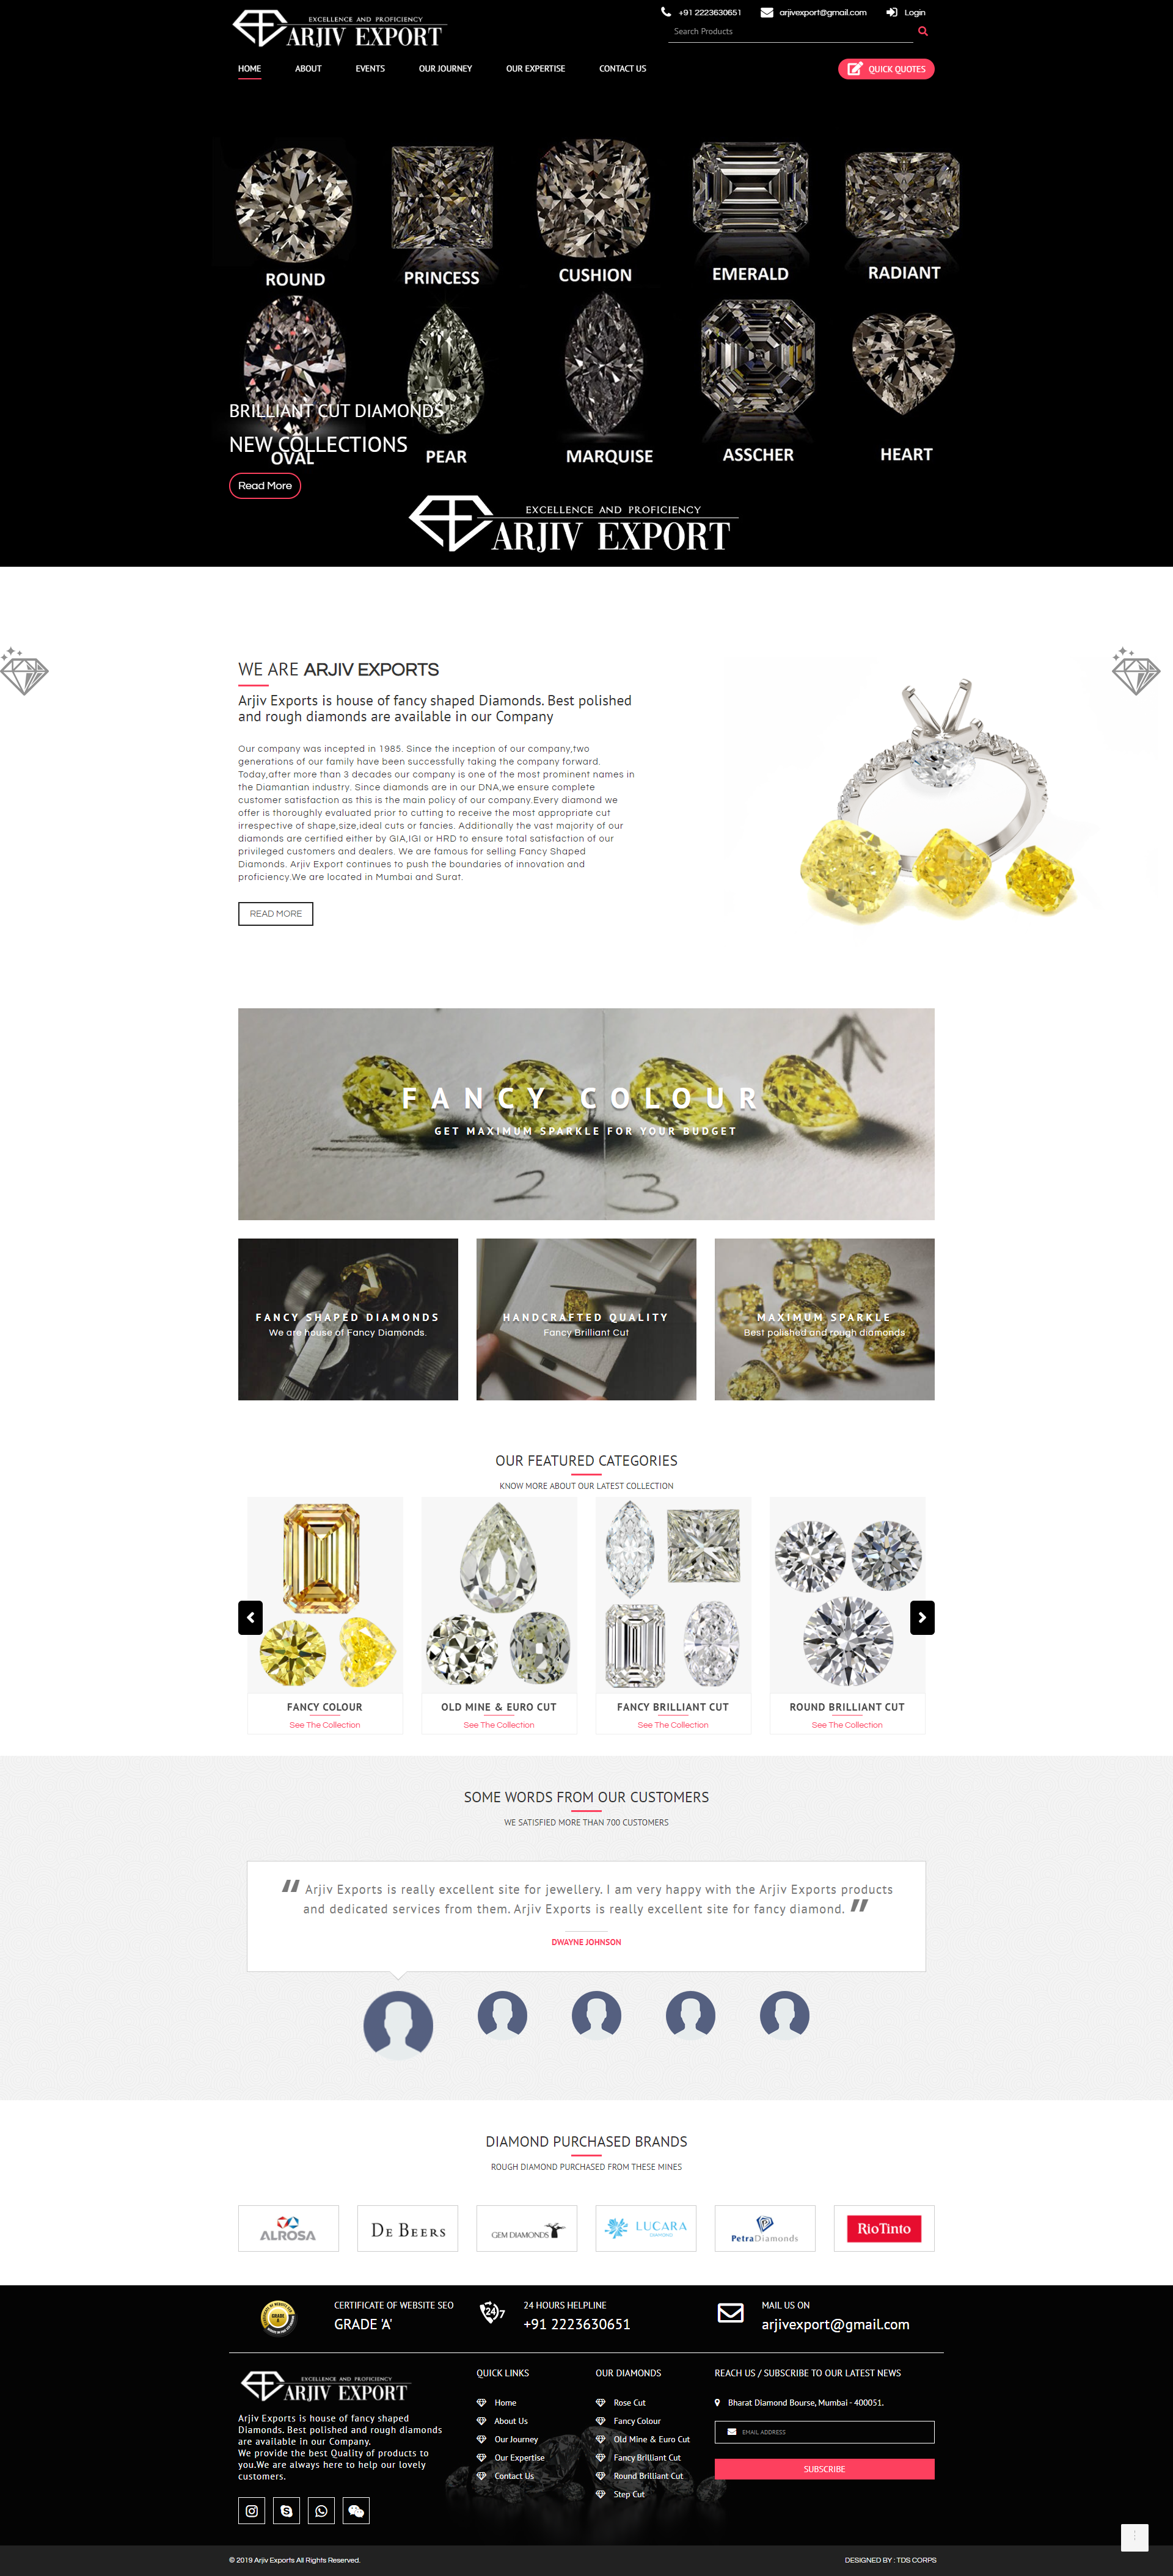 EXCELLENCE AND PROFICIENCY
ARJIV EXPORT
+91 2223630651
arjivexport@gmail.com
Login
Search Products
HOME
ABOUT
EVENTS
OUR JOURNEY
OUR EXPERTISE
CONTACT US
QUICK QUOTES
ROUND
PRINCESS
CUSHION
EMERALD
RADIANT
BRILLIANT CUT DIAMONDS
NEW COLLECTIONS
OVAL
PEAR
MARQUISE
ASSCHER
HEART
Read More
EXCELLENCE AND PROFICIENCY
ARJIV EXPORT
WE ARE ARJIV EXPORTS
Arjiv Exports is house of fancy shaped Diamonds. Best polished
and rough diamonds are available in our Company
Our company was incepted in 1985. Since the inception of our company,two
generations of our family have been successfully taking the company forward.
Today,after more than 3 decades our company is one of the most prominent names in
the Diamantian industry. Since diamonds are in our DNA,we ensure complete
customer satisfaction as this is the main policy of our company.Every diamond we
offer is thoroughly evaluated prior to cutting to receive the most appropriate cut
irrespective of shape,size,ideal cuts or fancies. Additionally the vast majority of our
diamonds are certified either by GIA,IGI or HRD to ensure total satisfaction of our
privileged customers and dealers. We are famous for selling Fancy Shaped
Diamonds. Arjiv Export continues to push the boundaries of innovation and
proficiency.We are located in Mumbai and Surat.
READ MORE
FANCY COLOUR
GET MAXIMUM SPARKLE FOR YOUR BUDGET
2 3
FANCY SHAPED DIAMONDS
We are house of Fancy Diamonds.
HANDCRAFTED QUALITY
Fancy Brilliant Cut
MAXIMUM SPARKLE
Best polished and rough diamonds
OUR FEATURED CATEGORIES
KNOW MORE ABOUT OUR LATEST COLLECTION
FANCY COLOUR
See The Collection
OLD MINE & EURO CUT
See The Collection
FANCY BRILLIANT CUT
See The Collection
ROUND BRILLIANT CUT
See The Collection
SOME WORDS FROM OUR CUSTOMERS
WE SATISFIED MORE THAN 700 CUSTOMERS
" Arjiv Exports is really excellent site for jewellery. I am very happy with the Arjiv Exports products
and dedicated services from them. Arjiv Exports is really excellent site for fancy diamond. "
DWAYNE JOHNSON
DIAMOND PURCHASED BRANDS
ROUGH DIAMOND PURCHASED FROM THESE MINES
ALROSA
DE BEERS
GEM DIAMONDS
LUCARA
DIAMOND
PetraDiamonds
RioTinto
GRADE
A
CERTIFICATE OF WEBSITE SEO
GRADE 'A'
24/7
24 HOURS HELPLINE
+91 2223630651
MAIL US ON
arjivexport@gmail.com
EXCELLENCE AND PROFICIENCY
ARJIV EXPORT
Arjiv Exports is house of fancy shaped
Diamonds. Best polished and rough diamonds
are available in our Company.
We provide the best Quality of products to
you.We are always here to help our lovely
customers.
QUICK LINKS
Home
About Us
Our Journey
Our Expertise
Contact Us
OUR DIAMONDS
Rose Cut
Fancy Colour
Old Mine & Euro Cut
Fancy Brilliant Cut
Round Brilliant Cut
Step Cut
REACH US / SUBSCRIBE TO OUR LATEST NEWS
Bharat Diamond Bourse, Mumbai - 400051.
EMAIL ADDRESS
SUBSCRIBE
© 2019 Arjiv Exports All Rights Reserved.
DESIGNED BY : TDS CORPS